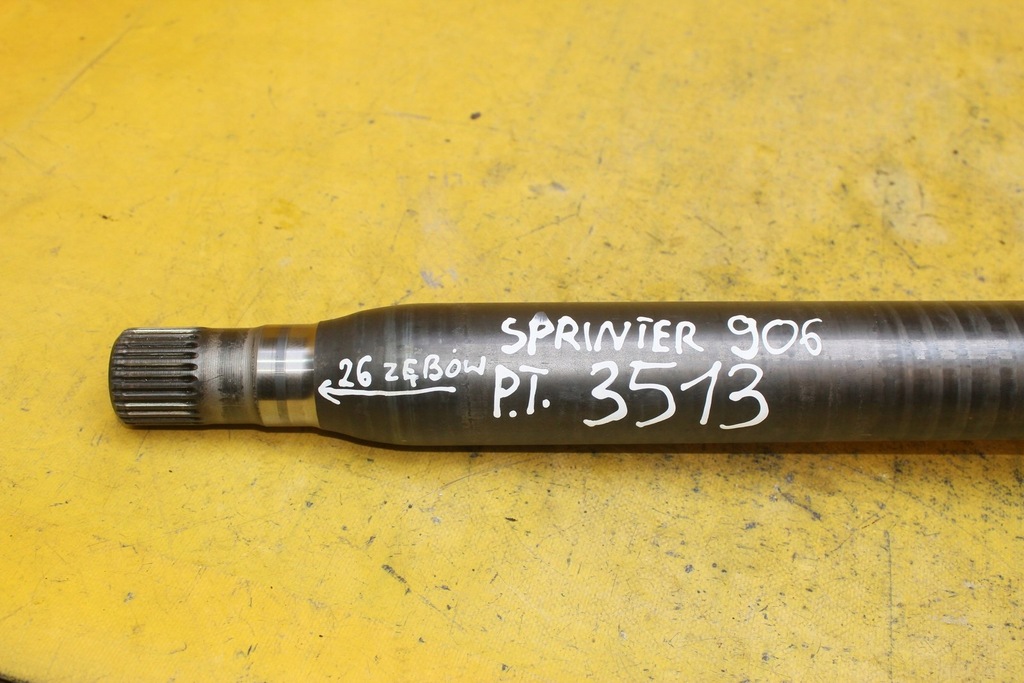 SPRINTER 906
P.T. 3513
26 ZĘBÓW